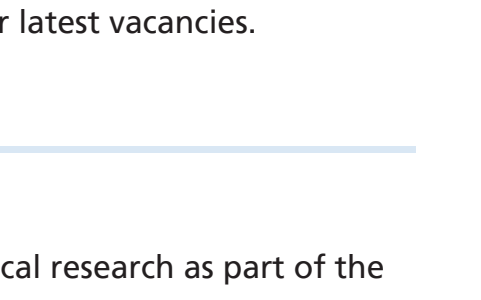 latest vacancies.
cal research as part of the